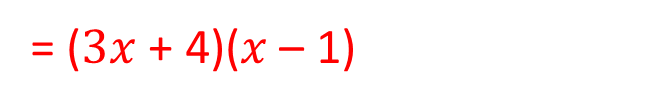 = (3x + 4)(x – 1)